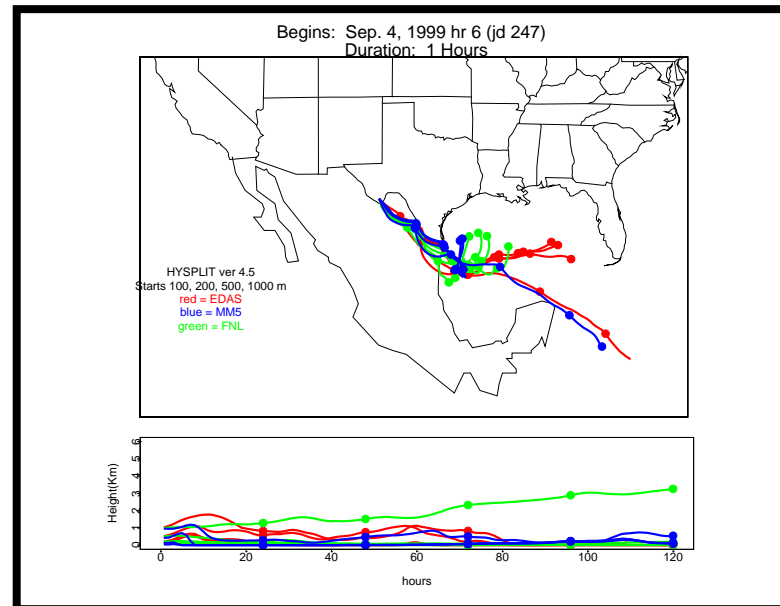 Begins:  Sep. 4, 1999 hr 6 (jd 247)
Duration:  1 Hours
HYSPLIT ver 4.5
Starts 100, 200, 500, 1000 m
red = EDAS
blue = MM5
green = FNL
Height(Km)
6
5
4
3
2
1
0
0 20 40 60 80 100 120
hours